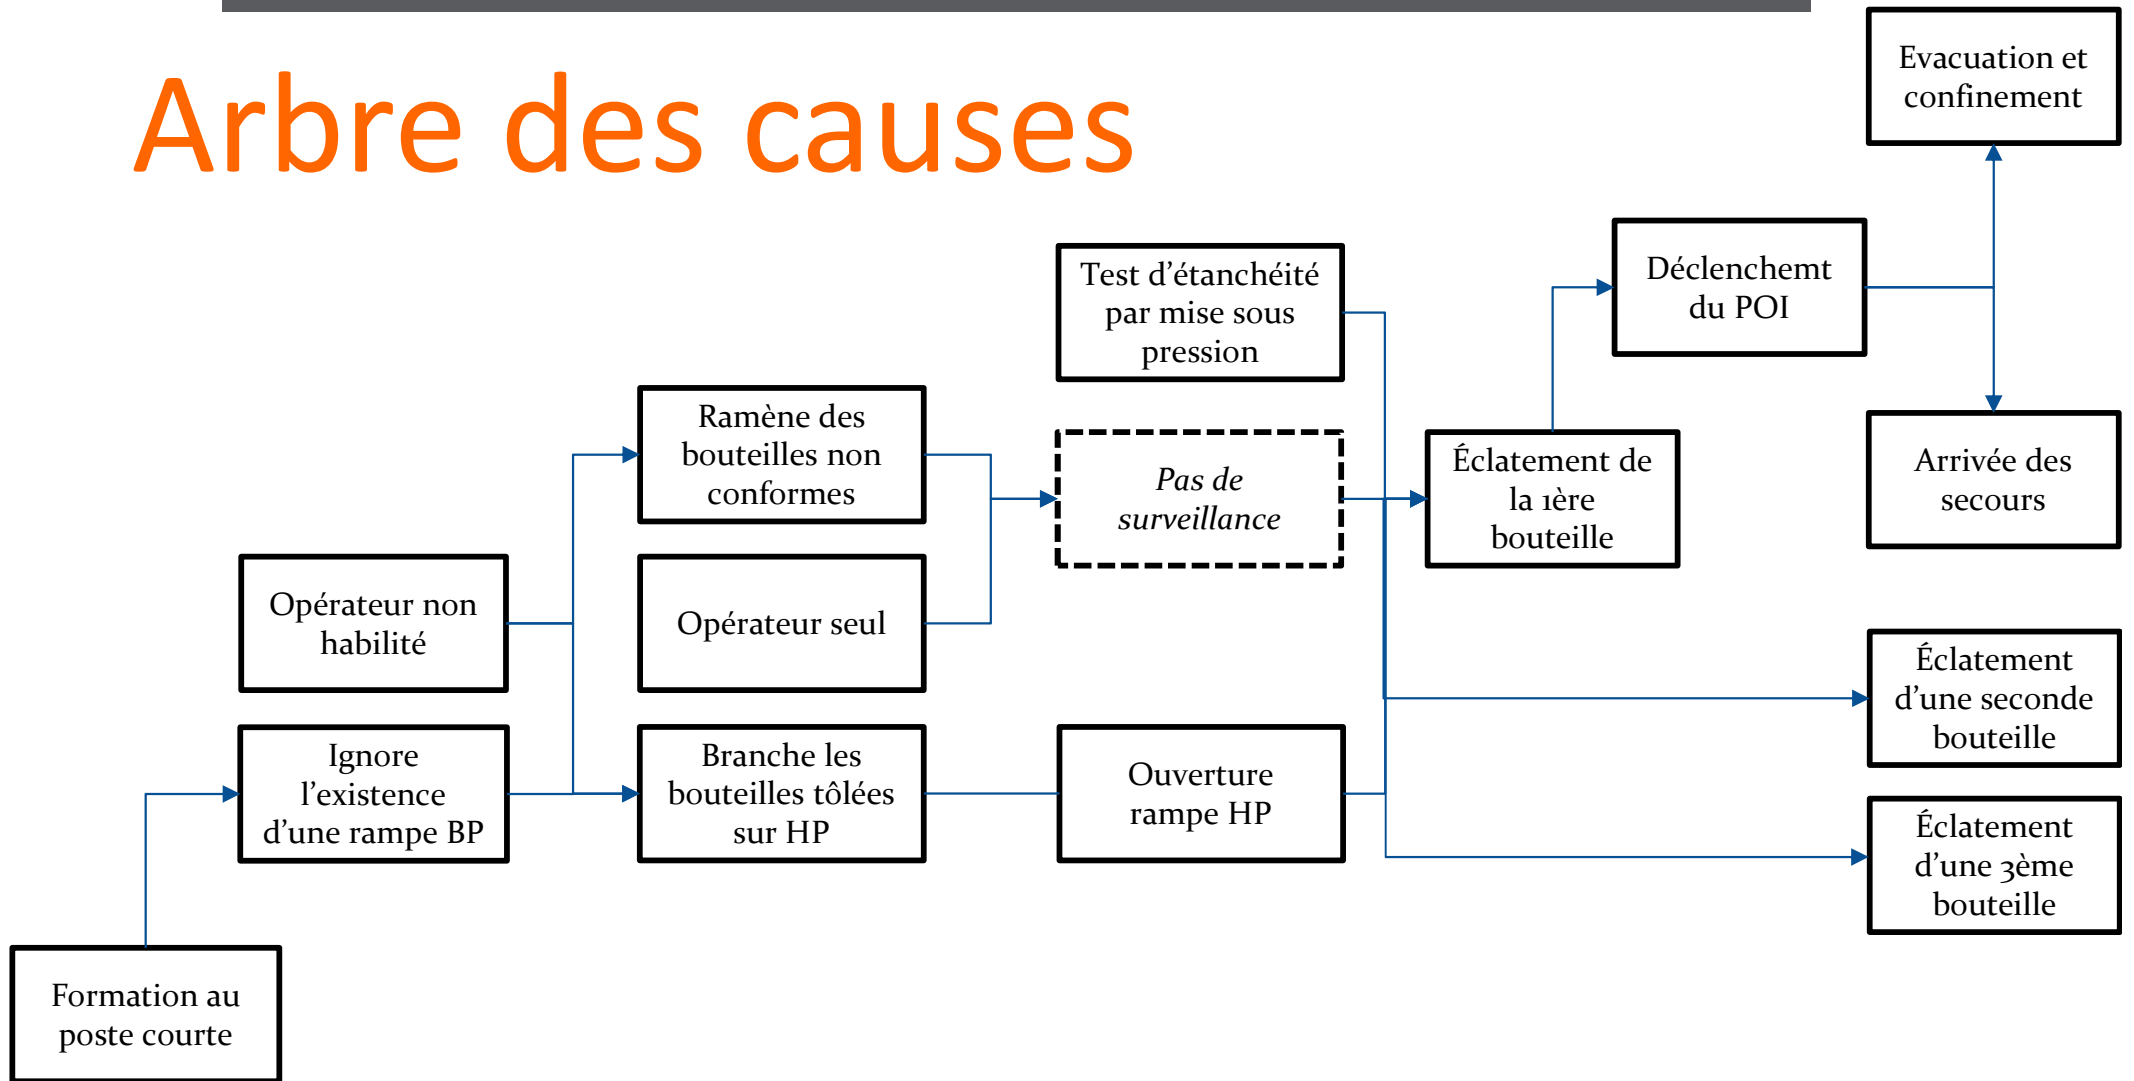 Arbre des causes
Evacuation et
confinement
Déclenchemt
du POI
Test d’étanchéité
par mise sous
pression
Ramène des
bouteilles non
conformes
Pas de
surveillance
Éclatement de
la 1ère
bouteille
Arrivée des
secours
Opérateur non
habilité
Opérateur seul
Éclatement
d’une seconde
bouteille
Ignore
l’existence
d’une rampe BP
Branche les
bouteilles tôlées
sur HP
Ouverture
rampe HP
Éclatement
d’une 3ème
bouteille
Formation au
poste courte